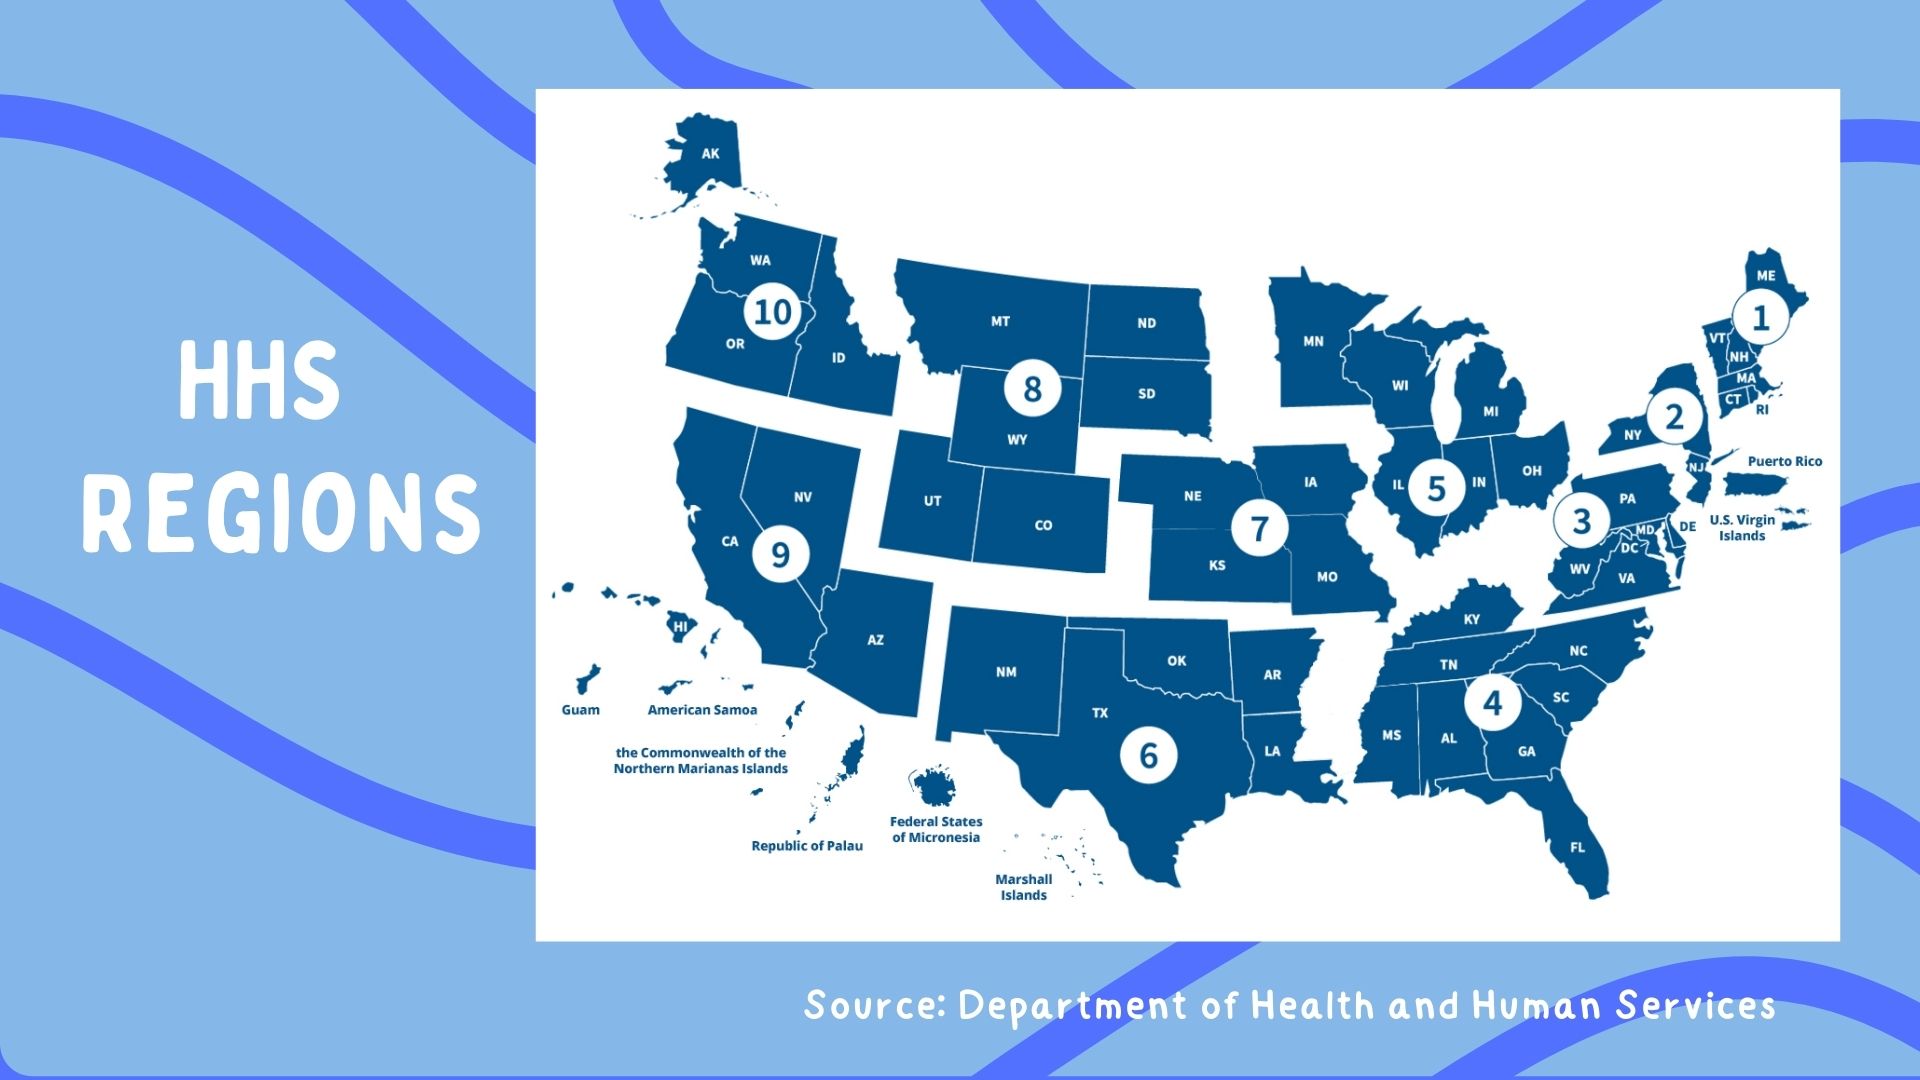 HHS
REGIONS
AK
WA
10
OR
ID
MT
ND
8
SD
WY
UT
CO
MN
WI
MI
IL
5
IN
OH
ME
1
VT
NH
MA
CT
RI
2
NY
NJ
Puerto Rico
U.S. Virgin
Islands
PA
3
MD
DE
DC
WV
VA
NV
CA
9
AZ
HI
Guam
American Samoa
the Commonwealth of the
Northern Marianas Islands
Republic of Palau
Federal States
of Micronesia
Marshall
Islands
NE
IA
7
KS
MO
NM
OK
AR
TX
6
LA
KY
TN
NC
4
SC
MS
AL
GA
FL
Source: Department of Health and Human Services